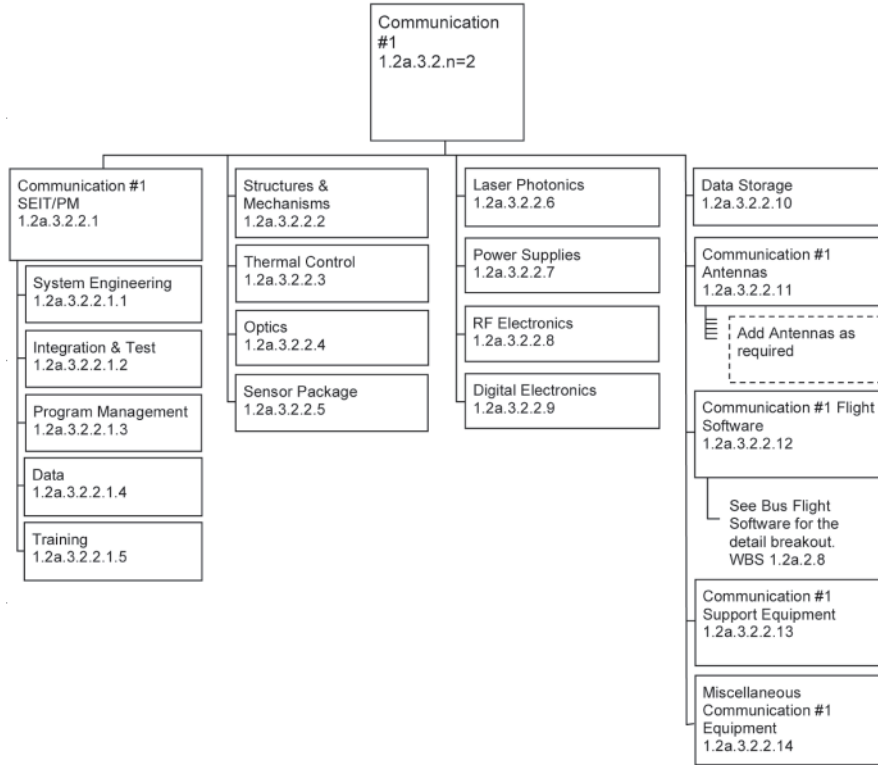 Communication
#1
1.2a.3.2.n=2
Communication #1
SEIT/PM
1.2a.3.2.2.1
System Engineering
1.2a.3.2.2.1.1
Integration & Test
1.2a.3.2.2.1.2
Program Management
1.2a.3.2.2.1.3
Data
1.2a.3.2.2.1.4
Training
1.2a.3.2.2.1.5
Structures &
Mechanisms
1.2a.3.2.2.2
Thermal Control
1.2a.3.2.2.3
Optics
1.2a.3.2.2.4
Sensor Package
1.2a.3.2.2.5
Laser Photonics
1.2a.3.2.2.6
Power Supplies
1.2a.3.2.2.7
RF Electronics
1.2a.3.2.2.8
Digital Electronics
1.2a.3.2.2.9
Data Storage
1.2a.3.2.2.10
Communication #1
Antennas
1.2a.3.2.2.11
Add Antennas as
required
Communication #1 Flight
Software
1.2a.3.2.2.12
See Bus Flight
Software for the
detail breakout.
WBS 1.2a.2.8
Communication #1
Support Equipment
1.2a.3.2.2.13
Miscellaneous
Communication #1
Equipment
1.2a.3.2.2.14